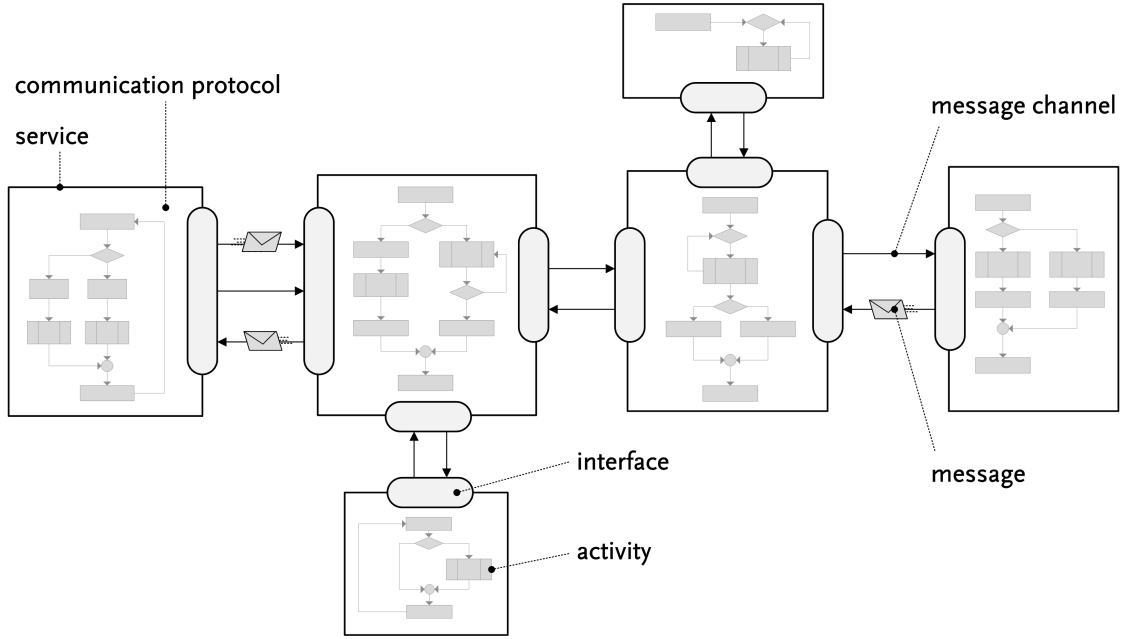 communication protocol
service
message channel
message
interface
activity